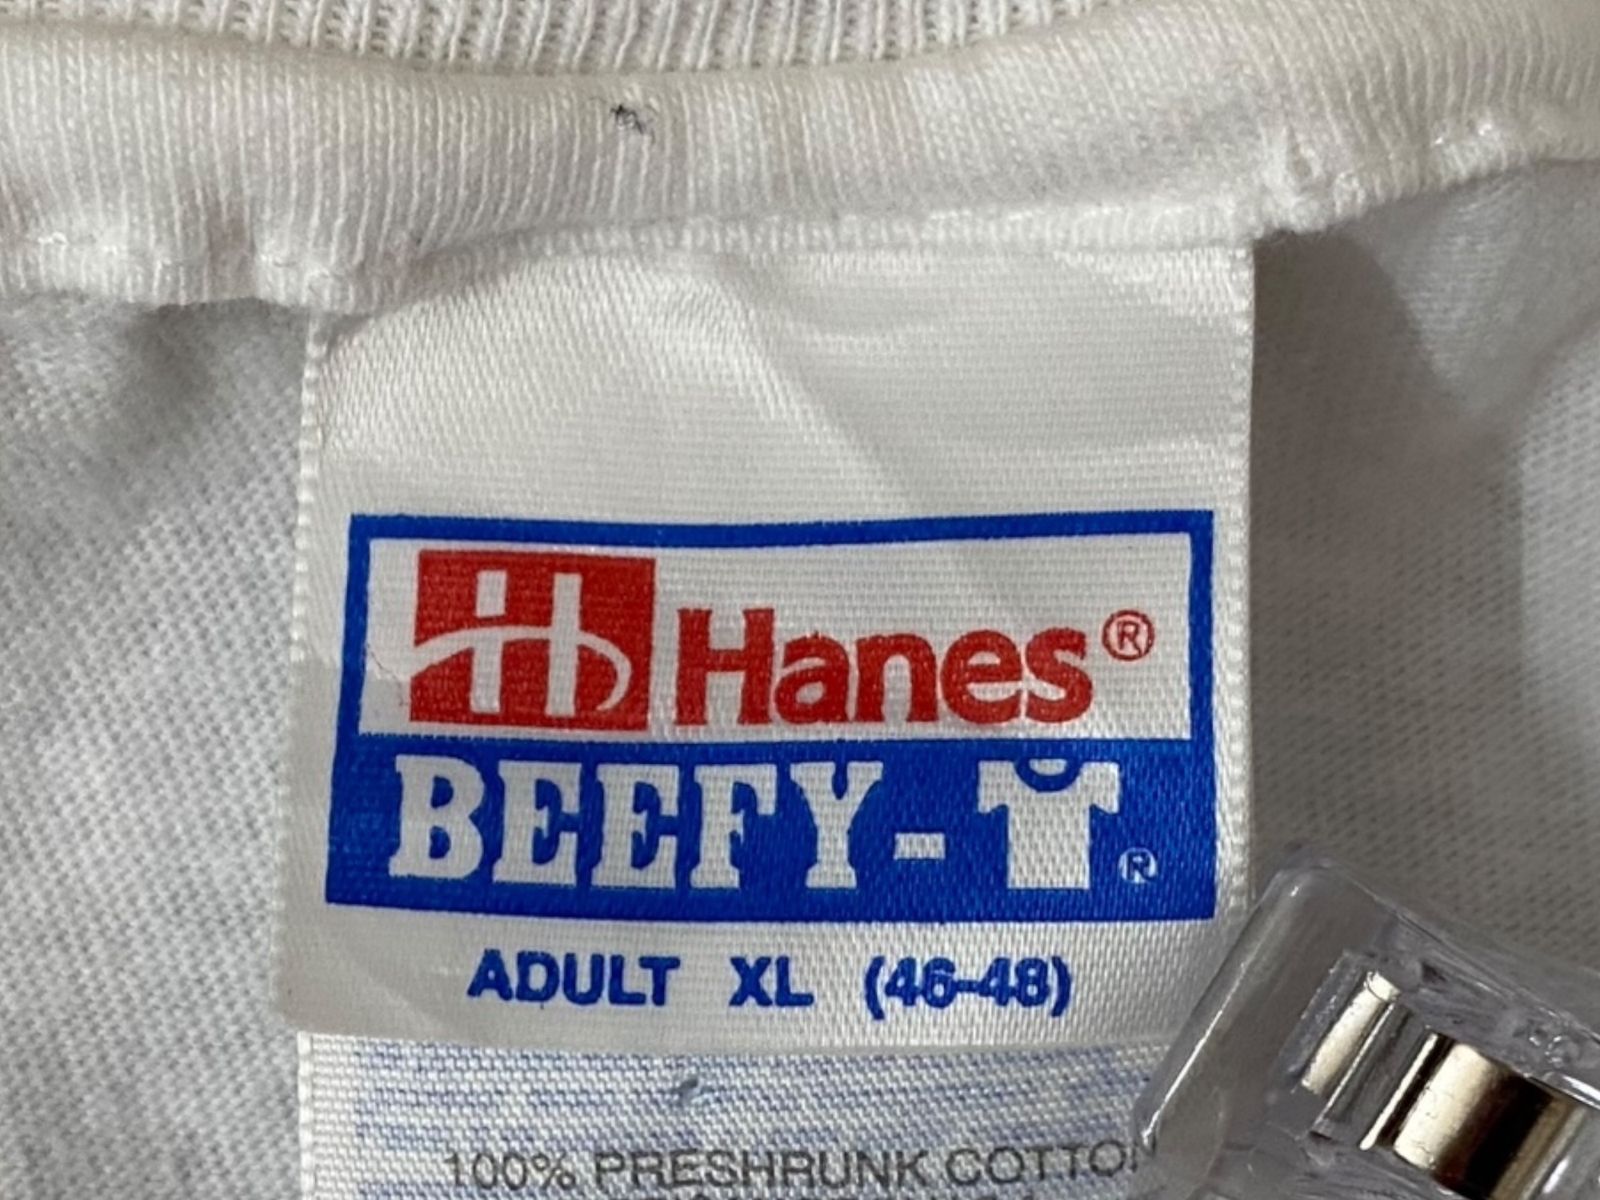 Hanes®
BEEFY-T®
ADULT XL (46-48)
100% PRESHRUNK COTTON